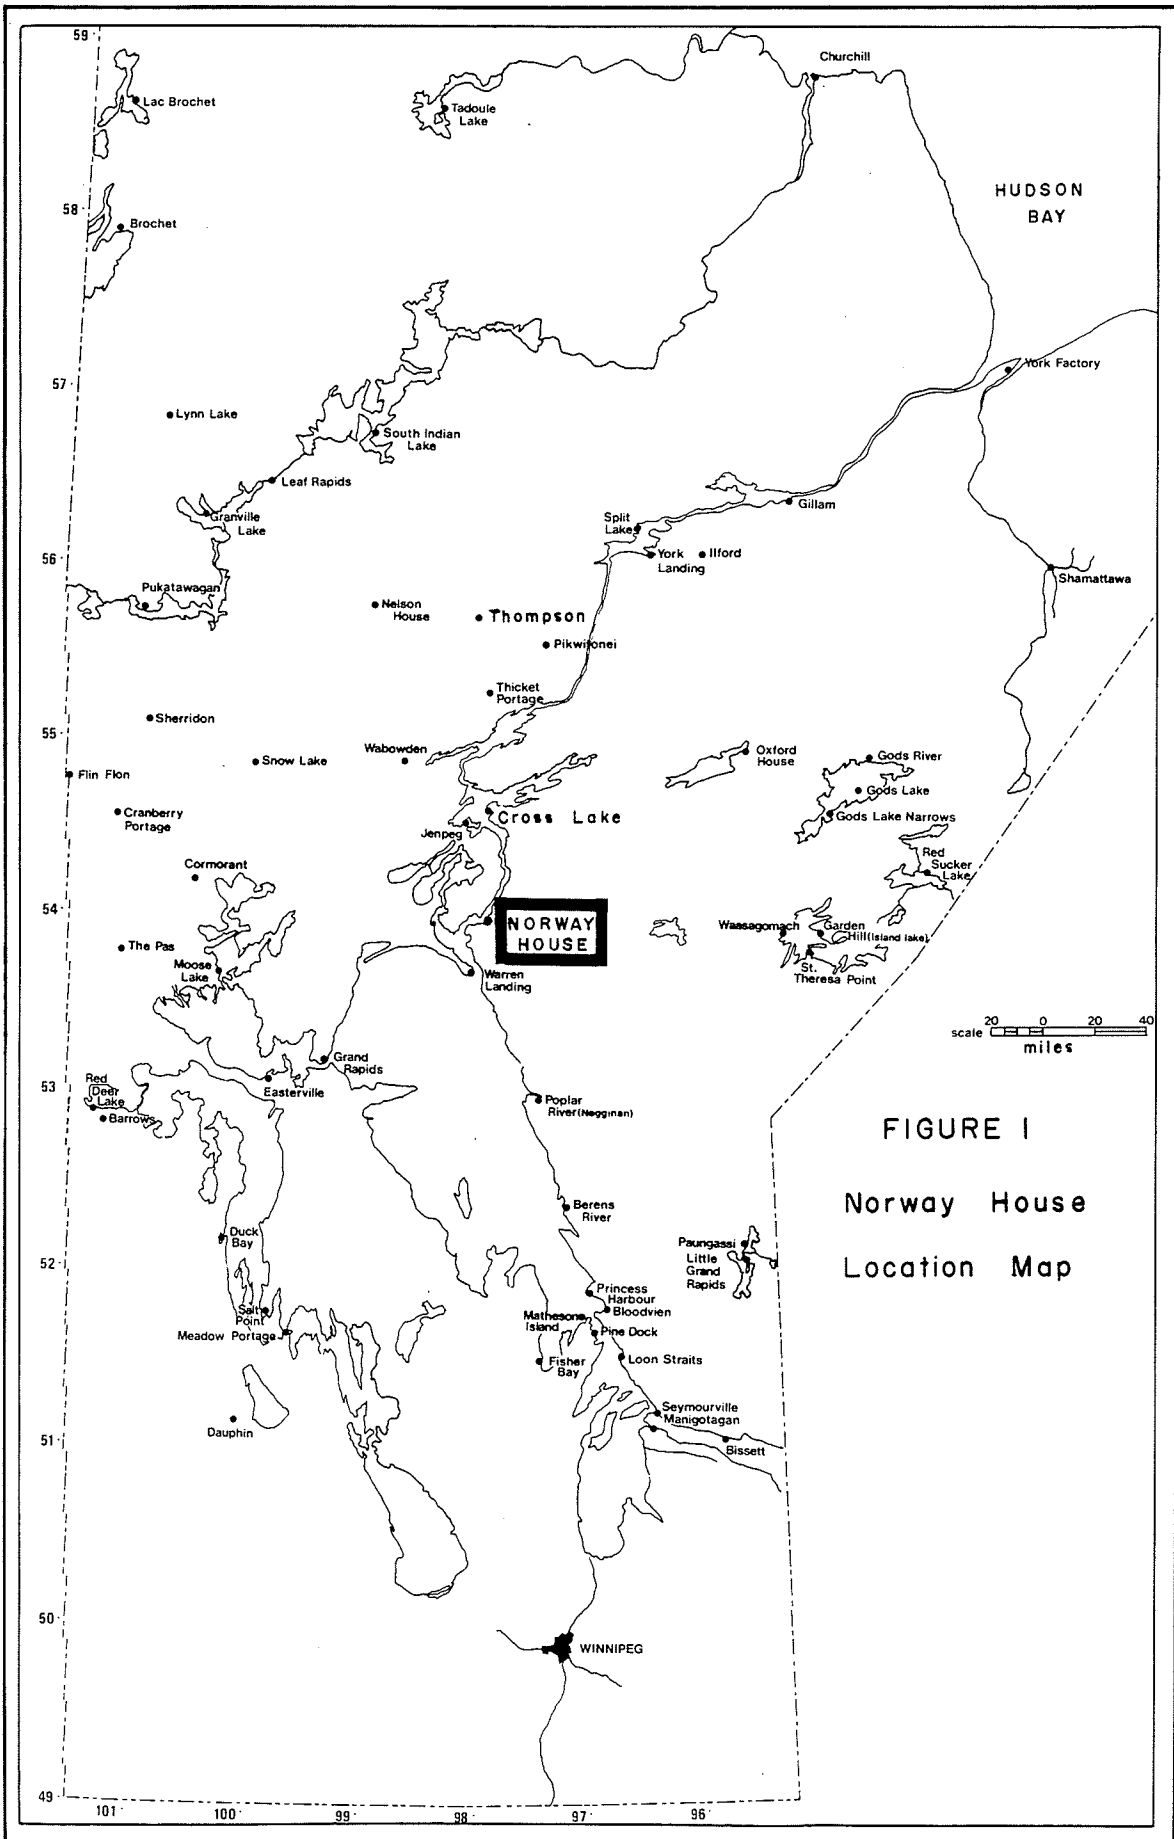 59
Churchill
Lac Brochet
Tadoule
Lake
HUDSON
BAY
58
Brochet
57
York Factory
Lynn Lake
South Indian
Lake
Leaf Rapids
Gillam
Granville
Lake
Split
Lake
56
York
Landing
Ilford
Shamattawa
Pukatawagan
Nelson
House
Thompson
Pikwitonei
Thicket
Portage
Sherridon
55
Wabowden
Oxford
House
Gods River
Snow Lake
Flin Flon
Gods Lake
Cranberry
Portage
Cross Lake
Gods Lake Narrows
Jenpeg
Red
Sucker
Lake
Cormorant
54
NORWAY
HOUSE
Waasagomach
Garden
Hill(Island lake)
The Pas
Moose
Lake
Warren
Landing
St.
Theresa Point
20 0 20 40
scale
miles
Grand
Rapids
53
Red
Deer
Lake
Easterville
Poplar
River(Negginan)
Barrows
FIGURE 1
Norway House
Berens
River
Duck
Bay
Paungassi
52
Little
Grand
Rapids
Location Map
Princess
Harbour
Bloodvien
Salt
Point
Matheson
Island
Meadow Portage
Pine Dock
Fisher
Bay
Loon Straits
Seymourville
Manigotagan
Dauphin
51
Bissett
50
WINNIPEG
49
101 100 99 98 97 96